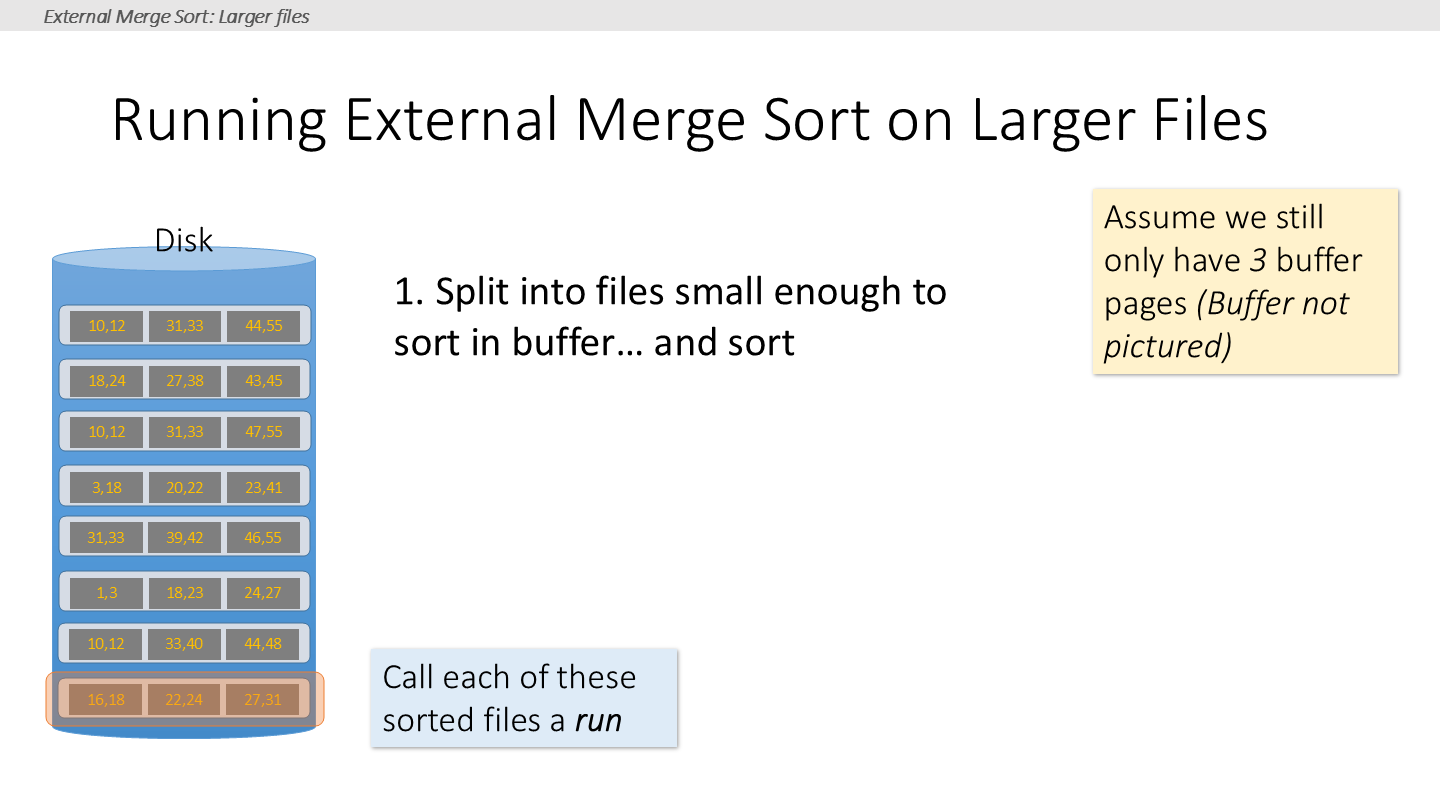 External Merge Sort: Larger files
Running External Merge Sort on Larger Files
Disk
10,12 31,33 44,55
18,24 27,38 43,45
10,12 31,33 47,55
3,18 20,22 23,41
31,33 39,42 46,55
1,3 18,23 24,27
10,12 33,40 44,48
16,18 22,24 27,31
1. Split into files small enough to
sort in buffer… and sort
Call each of these
sorted files a run
Assume we still
only have 3 buffer
pages (Buffer not
pictured)